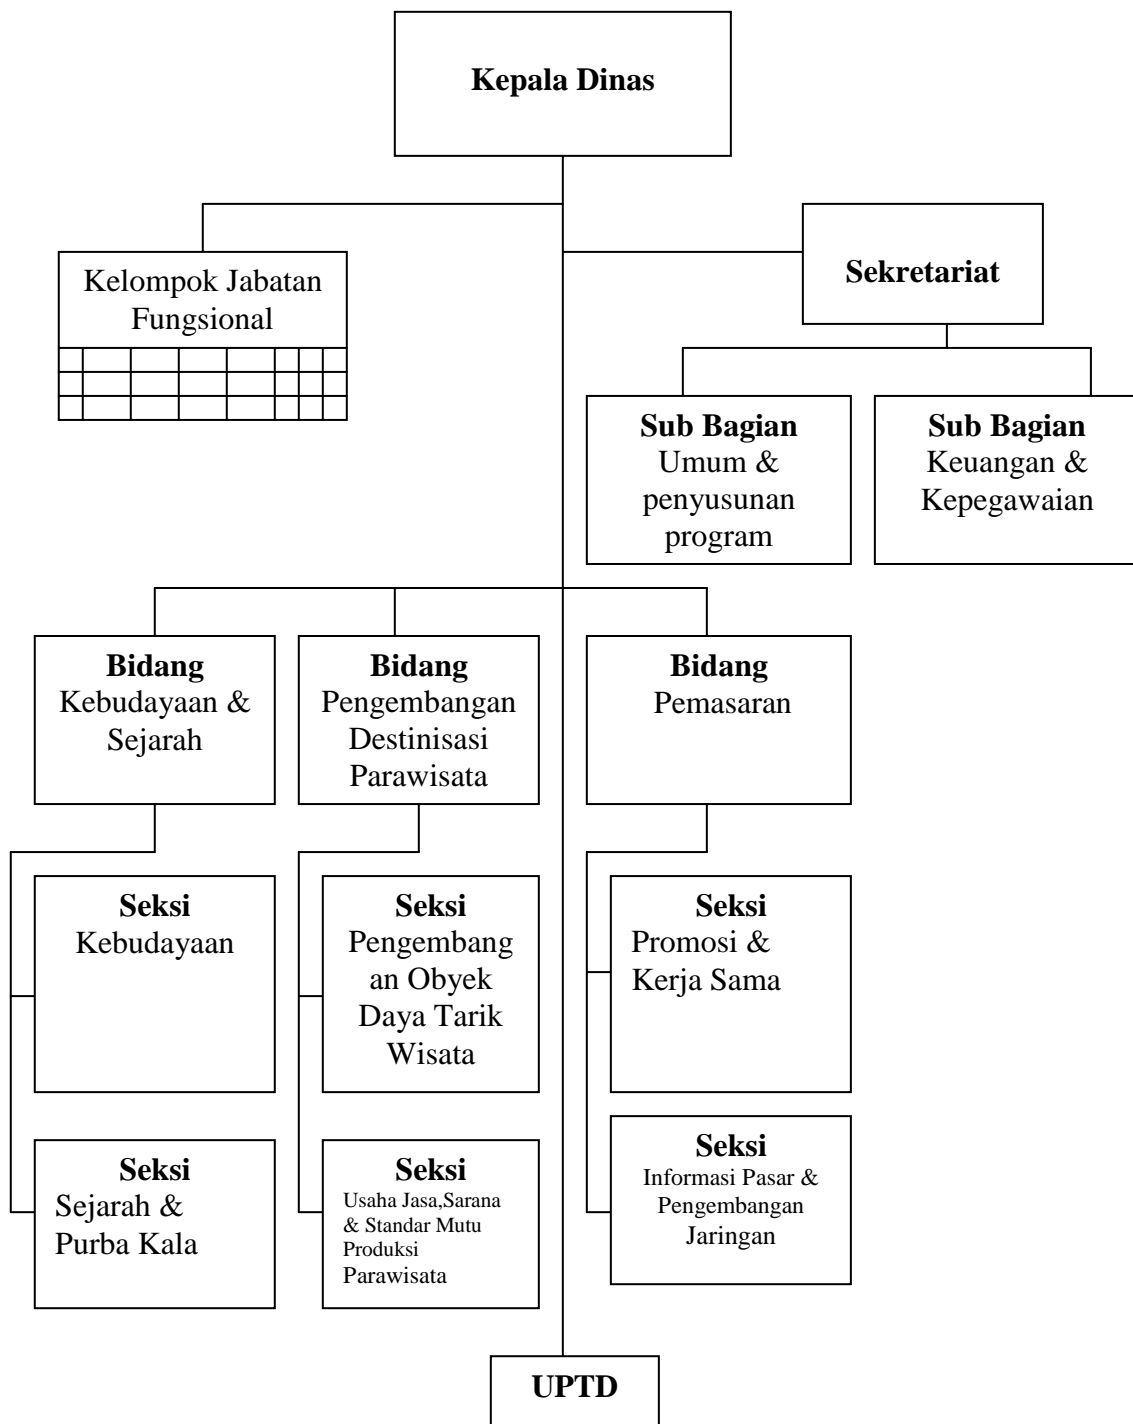 Kepala Dinas
Kelompok Jabatan
Fungsional
Sekretariat
Sub Bagian
Umum &
penyusunan
program
Sub Bagian
Keuangan &
Kepegawaian
Bidang
Kebudayaan &
Sejarah
Bidang
Pengembangan
Destinisasi
Parawisata
Bidang
Pemasaran
Seksi
Kebudayaan
Seksi
Pengembang
an Obyek
Daya Tarik
Wisata
Seksi
Promosi &
Kerja Sama
Seksi
Sejarah &
Purba Kala
Seksi
Usaha Jasa,Sarana
& Standar Mutu
Produksi
Parawisata
Seksi
Informasi Pasar &
Pengembangan
Jaringan
UPTD